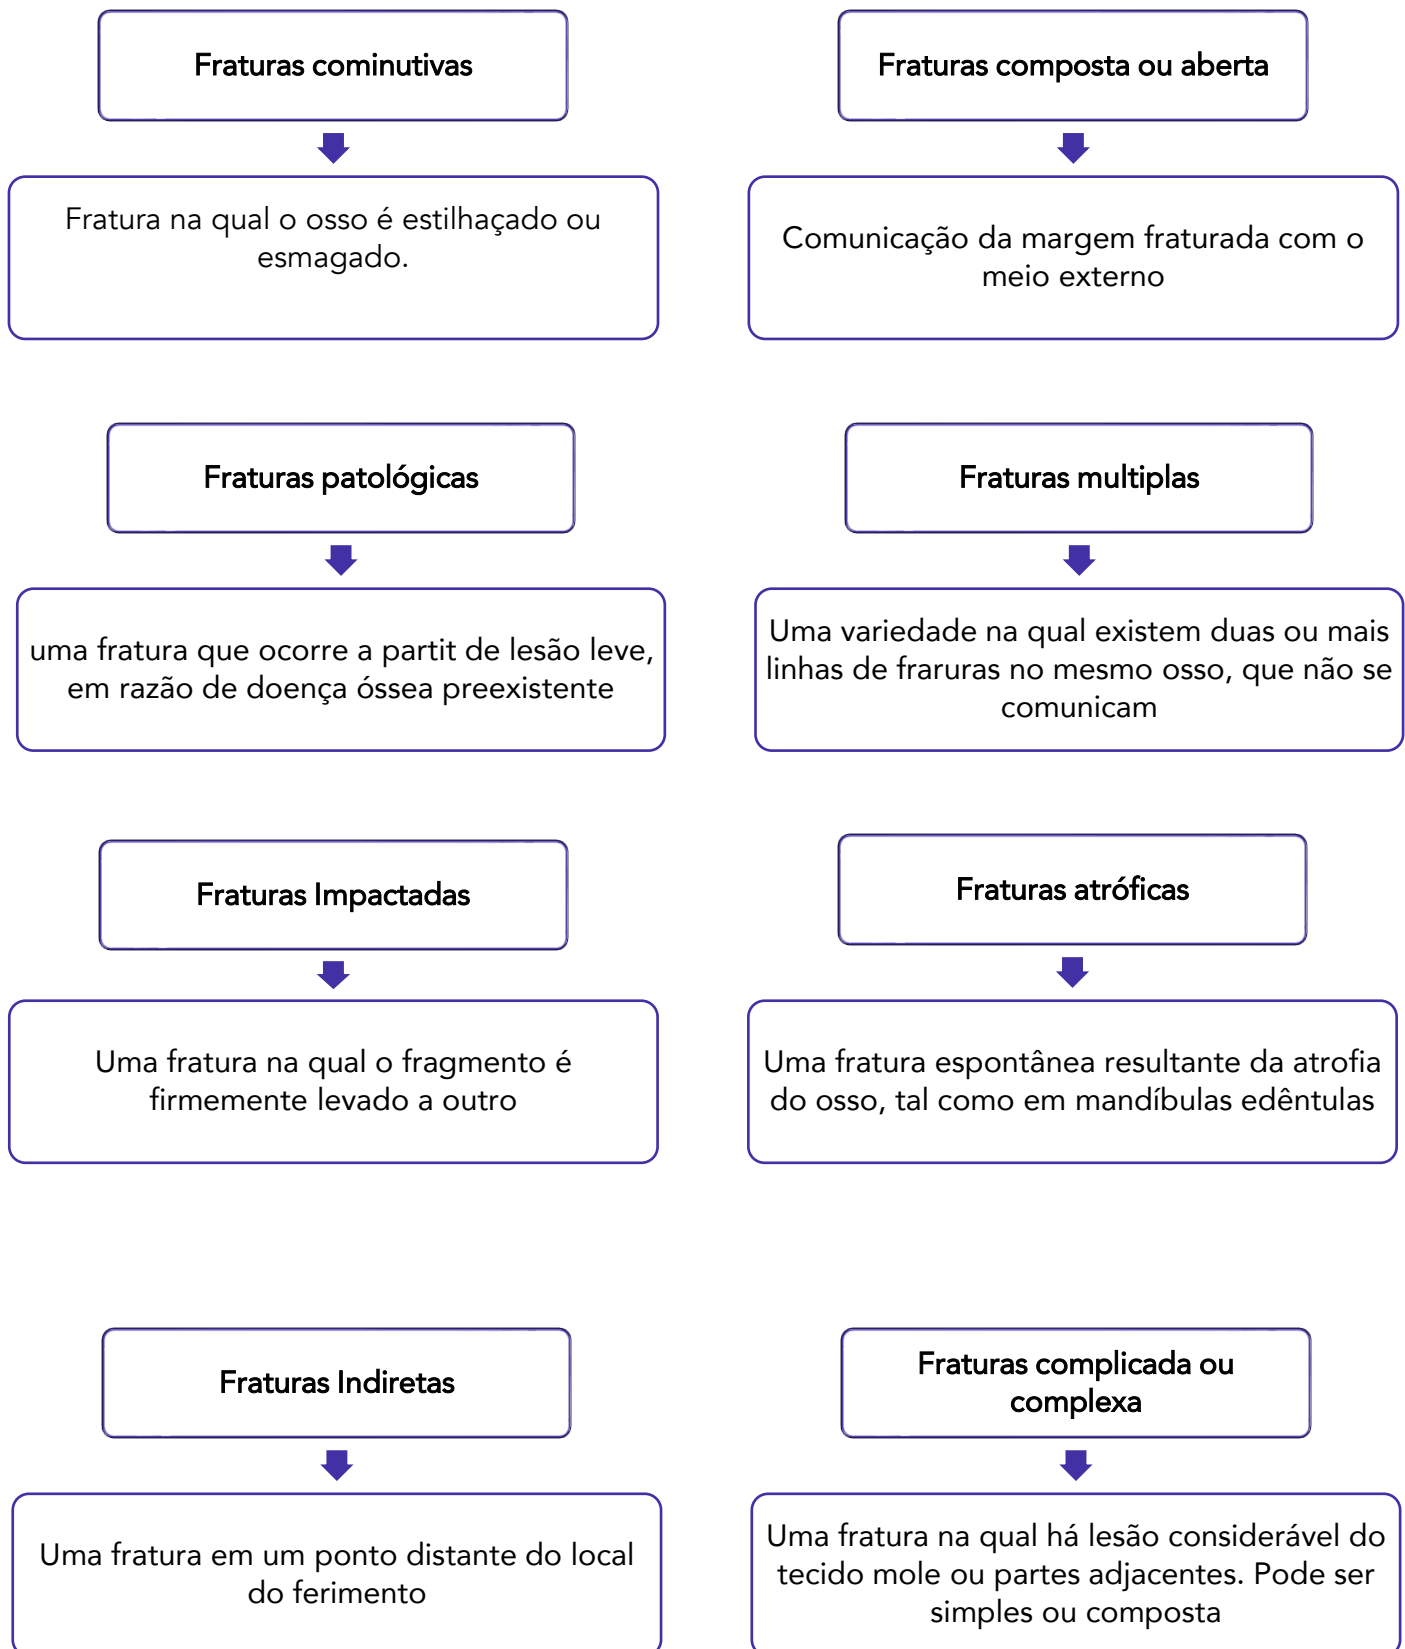 Fraturas cominutivas
Fratura na qual o osso é estilhaçado ou
esmagado.
Fraturas composta ou aberta
Comunicação da margem fraturada com o
meio externo
Fraturas patológicas
uma fratura que ocorre a partit de lesão leve,
em razão de doença óssea preexistente
Fraturas multiplas
Uma variedade na qual existem duas ou mais
linhas de fraruras no mesmo osso, que não se
comunicam
Fraturas Impactadas
Uma fratura na qual o fragmento é
firmemente levado a outro
Fraturas atróficas
Uma fratura espontânea resultante da atrofia
do osso, tal como em mandíbulas edêntulas
Fraturas Indiretas
Uma fratura em um ponto distante do local
do ferimento
Fraturas complicada ou
complexa
Uma fratura na qual há lesão considerável do
tecido mole ou partes adjacentes. Pode ser
simples ou composta